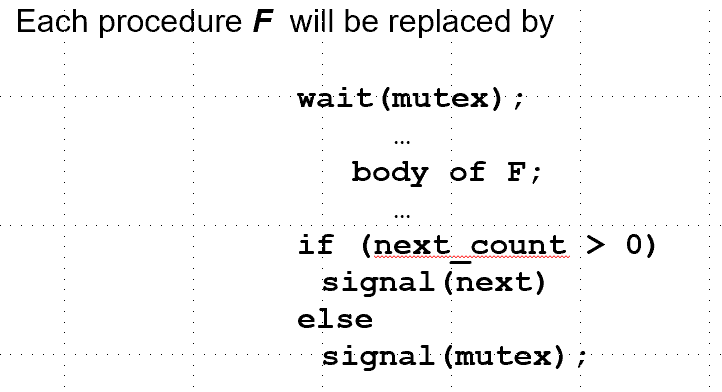 Each procedure F will be replaced by
wait(mutex);
...
body of F;
...
if (next_count > 0)
signal(next)
else
signal(mutex);